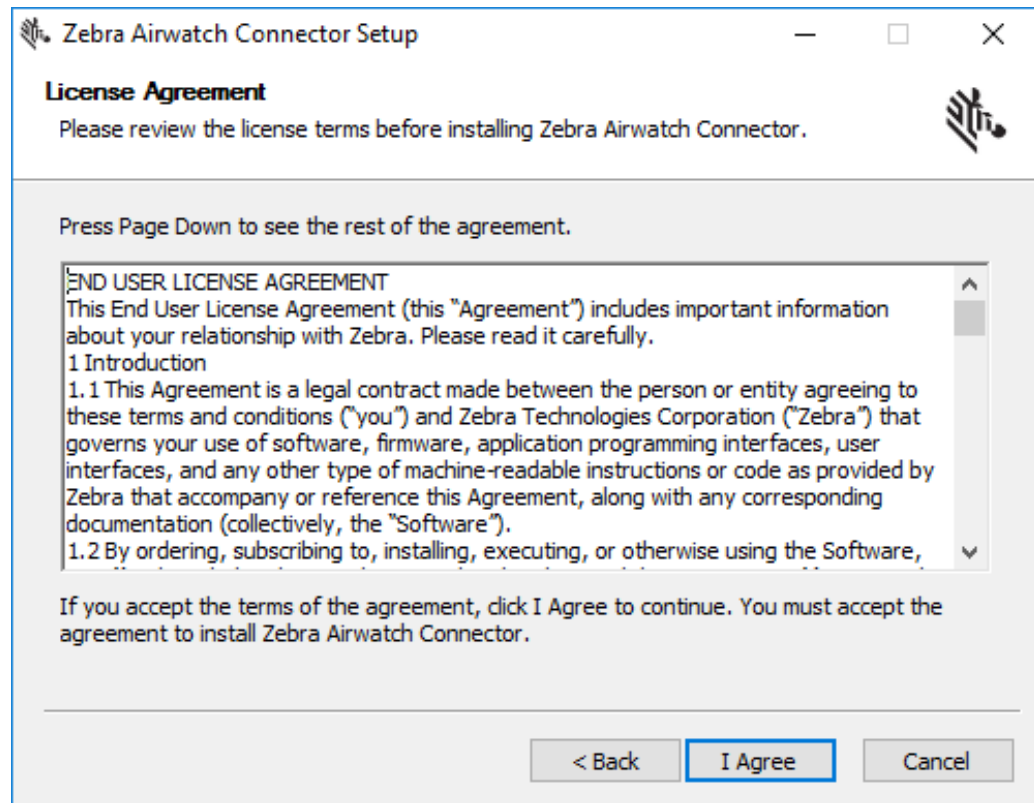 Zebra Airwatch Connector Setup
License Agreement
Please review the license terms before installing Zebra Airwatch Connector.
Press Page Down to see the rest of the agreement.
END USER LICENSE AGREEMENT
This End User License Agreement (this “Agreement”) includes important information
about your relationship with Zebra. Please read it carefully.
1 Introduction
1.1 This Agreement is a legal contract made between the person or entity agreeing to
these terms and conditions (“you”) and Zebra Technologies Corporation (“Zebra”) that
governs your use of software, firmware, application programming interfaces, user
interfaces, and any other type of machine-readable instructions or code as provided by
Zebra that accompany or reference this Agreement, along with any corresponding
documentation (collectively, the “Software”).
1.2 By ordering, subscribing to, installing, executing, or otherwise using the Software,
If you accept the terms of the agreement, click I Agree to continue. You must accept the
agreement to install Zebra Airwatch Connector.
< Back
I Agree
Cancel